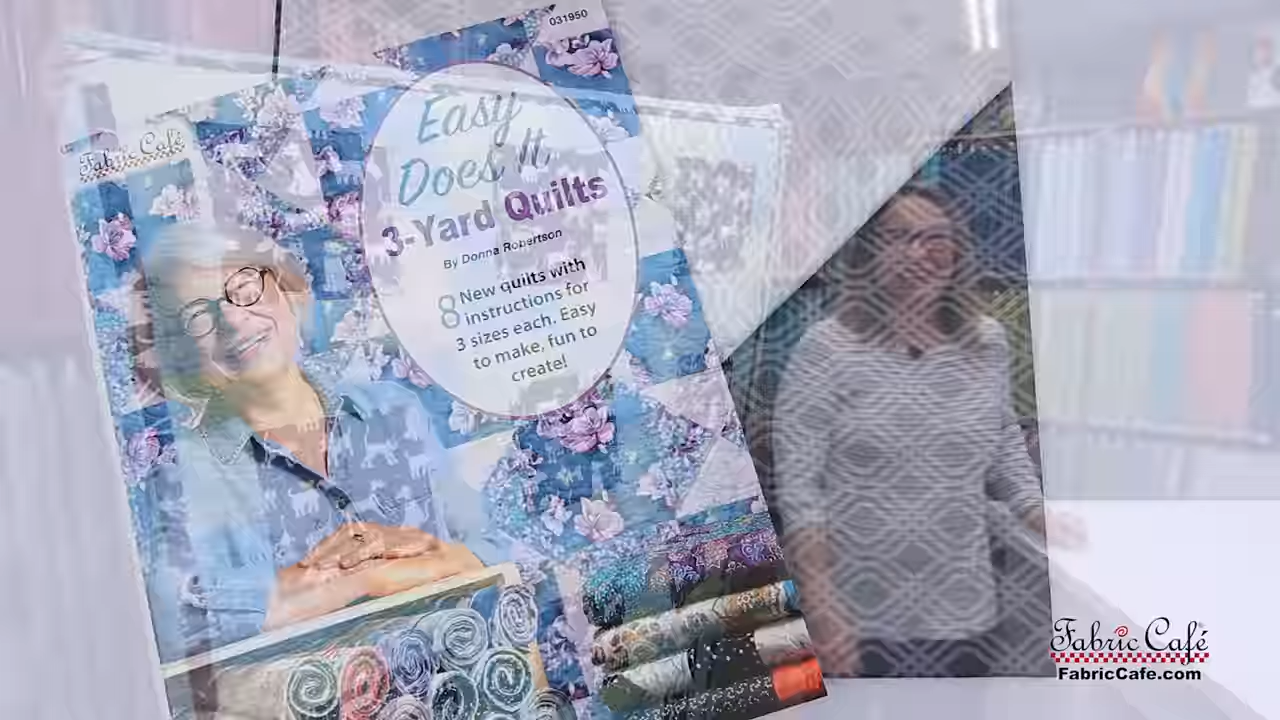 031950
Fabric Café
Easy
Does It
3-Yard Quilts
By Donna Robertson
8 New quilts with
instructions for
3 sizes each. Easy
to make, fun to
create!
Fabric Café
FabricCafe.com